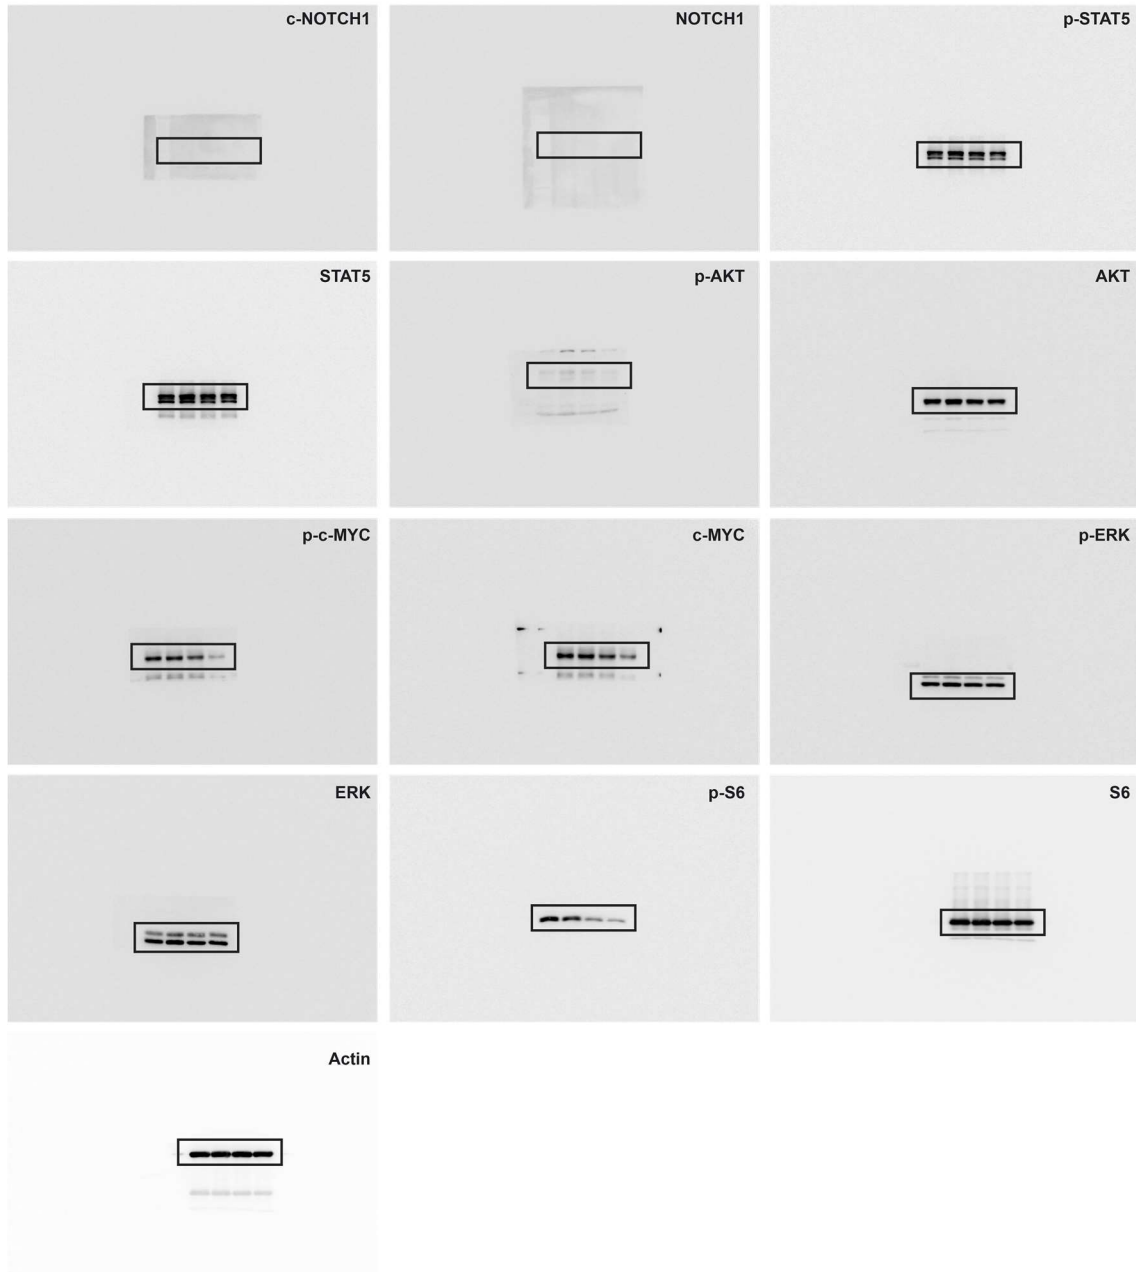 c-NOTCH1
NOTCH1
p-STAT5
STAT5
p-AKT
AKT
p-c-MYC
c-MYC
p-ERK
ERK
p-S6
S6
Actin